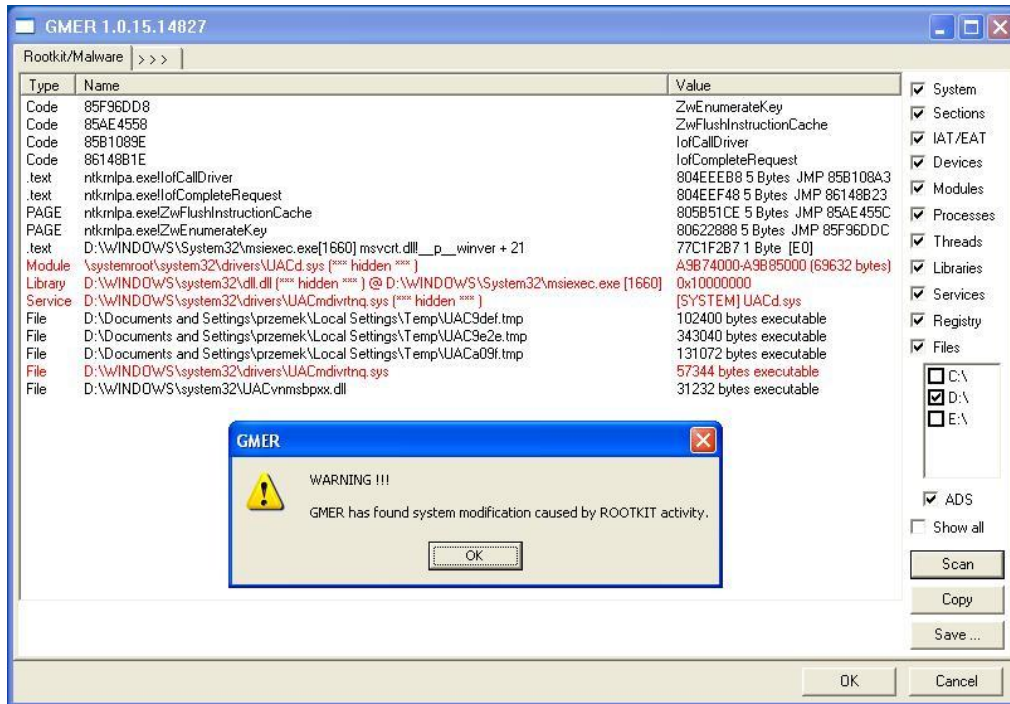 GMER 1.0.15.14827
Rootkit/Malware > > >
Type Name Value
Code 85F96DD8 ZwEnumerateKey
Code 85AE4558 ZwFlushInstructionCache
Code 85B1089E IofCallDriver
Code 86148B1E IofCompleteRequest
.text ntkrnlpa.exe!IofCallDriver 804EEEB8 5 Bytes JMP 85B108A3
.text ntkrnlpa.exe!IofCompleteRequest 804EEF48 5 Bytes JMP 86148B23
PAGE ntkrnlpa.exe!ZwFlushInstructionCache 805B51CE 5 Bytes JMP 85AE455C
PAGE ntkrnlpa.exe!ZwEnumerateKey 80622888 5 Bytes JMP 85F96DDC
.text D:\WINDOWS\System32\msiexec.exe[1660] msvcrt.dll!__p__winver + 21 77C1F2B7 1 Byte [E0]
Module \systemroot\system32\drivers\UACd.sys (*** hidden *** ) A9B74000-A9B85000 (69632 bytes)
Library D:\WINDOWS\system32\dll.dll (*** hidden *** ) @ D:\WINDOWS\System32\msiexec.exe [1660] 0x10000000
Service D:\WINDOWS\system32\drivers\UACmdivrtnq.sys (*** hidden *** ) [SYSTEM] UACd.sys
File D:\Documents and Settings\przemek\Local Settings\Temp\UAC9def.tmp 102400 bytes executable
File D:\Documents and Settings\przemek\Local Settings\Temp\UAC9e2e.tmp 343040 bytes executable
File D:\Documents and Settings\przemek\Local Settings\Temp\UACa09f.tmp 131072 bytes executable
File D:\WINDOWS\system32\drivers\UACmdivrtnq.sys 57344 bytes executable
File D:\WINDOWS\system32\UACvnmsbpxx.dll 31232 bytes executable
System
Sections
IAT/EAT
Devices
Modules
Processes
Threads
Libraries
Services
Registry
Files
C:\
D:\
E:\
ADS
Show all
Scan
Copy
Save ...
GMER
WARNING !!!
GMER has found system modification caused by ROOTKIT activity.
OK
OK Cancel